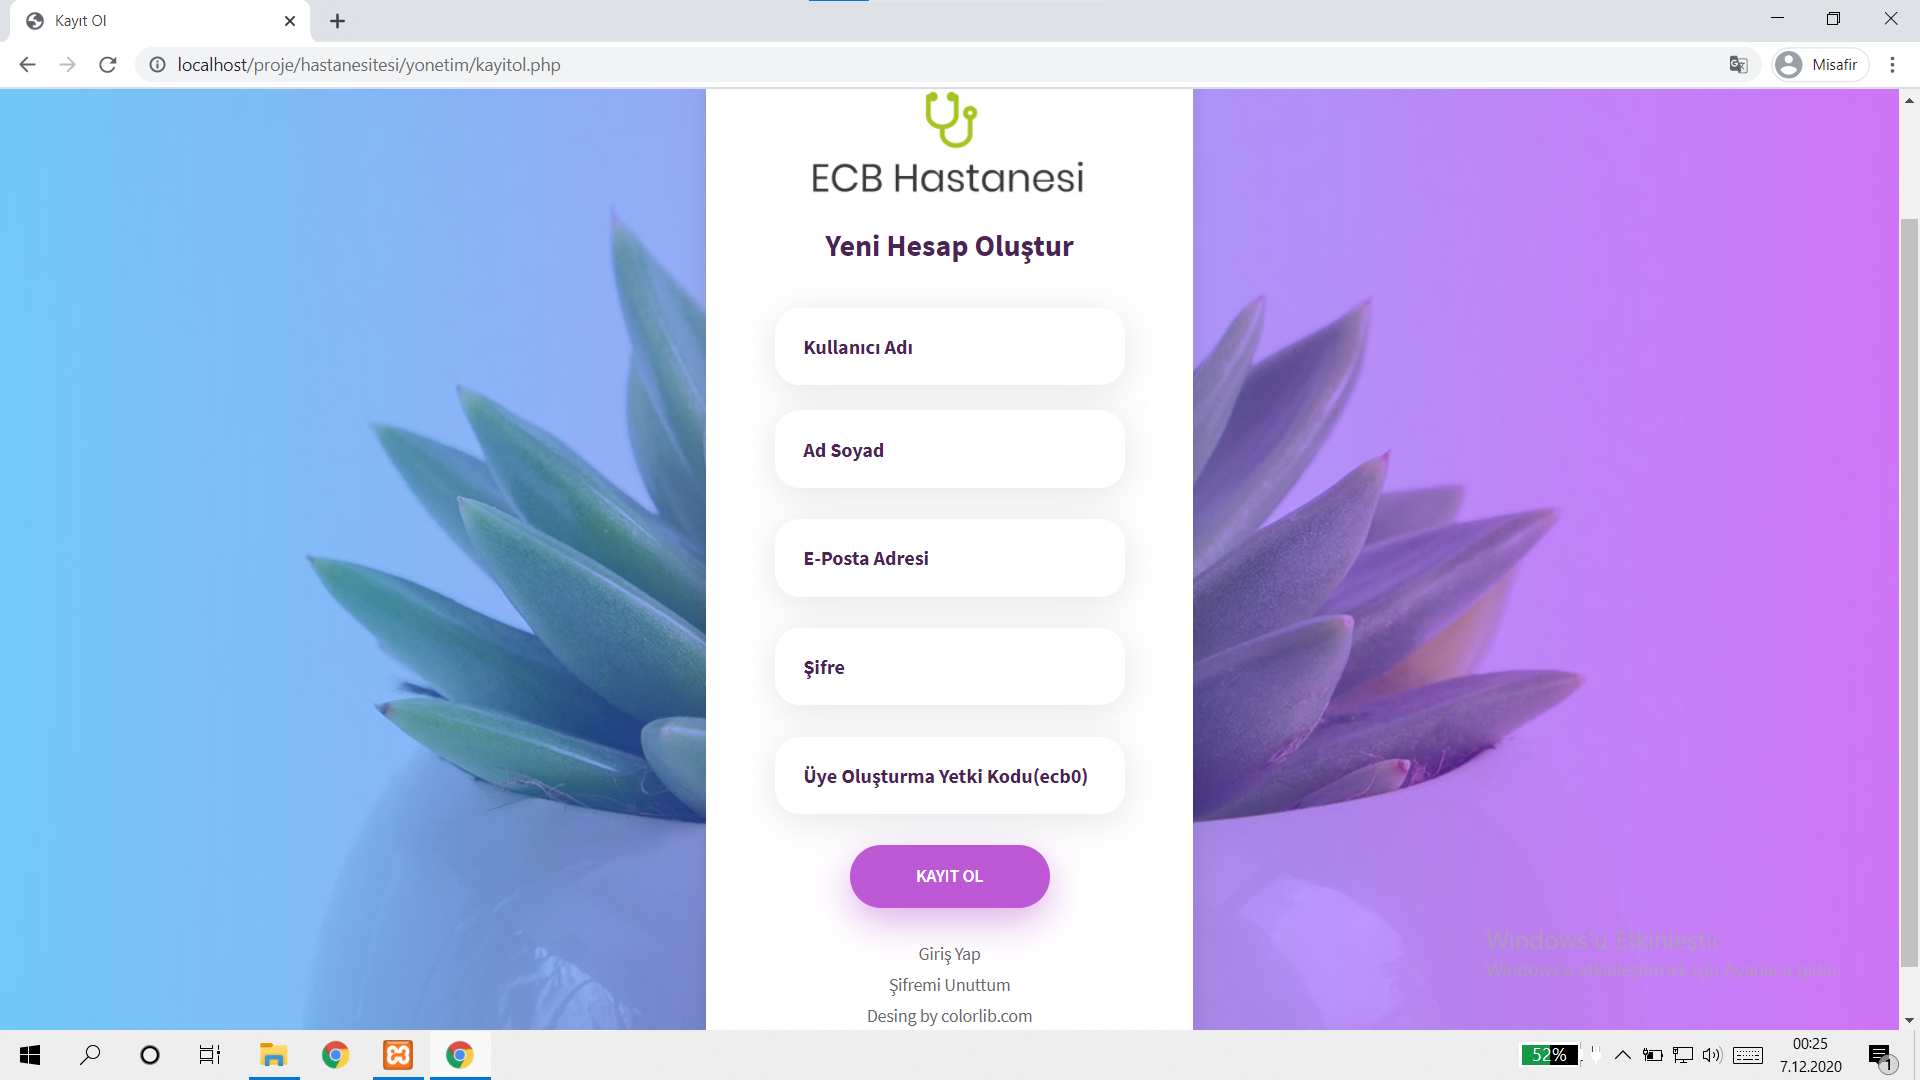 Kayıt Ol
localhost/proje/hastanesitesi/yonetim/kayitol.php
Misafir
ECB Hastanesi
Yeni Hesap Oluştur
Kullanıcı Adı
Ad Soyad
E-Posta Adresi
Şifre
Üye Oluşturma Yetki Kodu(ecb0)
KAYIT OL
Giriş Yap
Şifremi Unuttum
Desing by colorlib.com
Windows'u Etkinleştir
Windows'u etkinleştirmek için Ayarlar'a gidin.
52%
00:25
7.12.2020
1